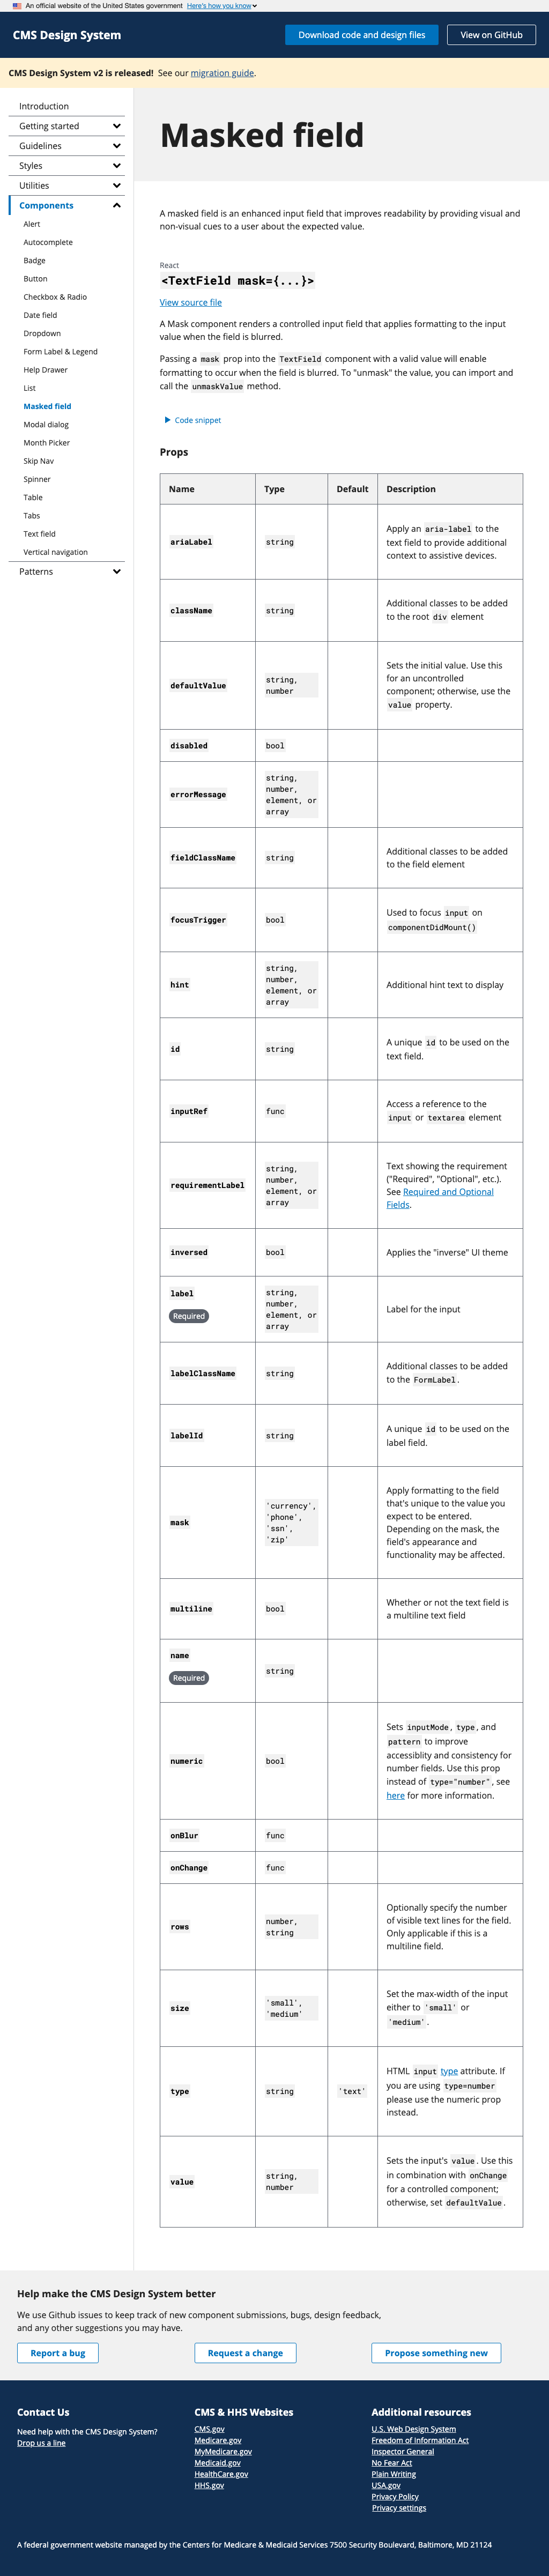 An official website of the United States government Here's how you know
CMS Design System
Download code and design files
View on GitHub
CMS Design System v2 is released! See our migration guide.
Introduction
Getting started
Guidelines
Styles
Utilities
Components
Alert
Autocomplete
Badge
Button
Checkbox & Radio
Date field
Dropdown
Form Label & Legend
Help Drawer
List
Masked field
Modal dialog
Month Picker
Skip Nav
Spinner
Table
Tabs
Text field
Vertical navigation
Patterns
Masked field
A masked field is an enhanced input field that improves readability by providing visual and
non-visual cues to a user about the expected value.
React
<TextField mask={...}>
View source file
A Mask component renders a controlled input field that applies formatting to the input
value when the field is blurred.
Passing a mask prop into the TextField component with a valid value will enable
formatting to occur when the field is blurred. To "unmask" the value, you can import and
call the unmaskValue method.
Code snippet
Props
Name Type Default Description
ariaLabel
string
Apply an aria-label to the
text field to provide additional
context to assistive devices.
className
string
Additional classes to be added
to the root div element
defaultValue
string,
number
Sets the initial value. Use this
for an uncontrolled
component; otherwise, use the
value property.
disabled
bool
errorMessage
string,
number,
element, or
array
fieldClassName
string
Additional classes to be added
to the field element
focusTrigger
bool
Used to focus input on
componentDidMount()
hint
string,
number,
element, or
array
Additional hint text to display
id
string
A unique id to be used on the
text field.
inputRef
func
Access a reference to the
input or textarea element
requirementLabel
string,
number,
element, or
array
Text showing the requirement
("Required", "Optional", etc.).
See Required and Optional
Fields.
inversed
bool
Applies the "inverse" UI theme
label
Required
string,
number,
element, or
array
Label for the input
labelClassName
string
Additional classes to be added
to the FormLabel.
labelId
string
A unique id to be used on the
label field.
mask
'currency',
'phone',
'ssn',
'zip'
Apply formatting to the field
that's unique to the value you
expect to be entered.
Depending on the mask, the
field's appearance and
functionality may be affected.
multiline
bool
Whether or not the text field is
a multiline text field
name
Required
string
numeric
bool
Sets inputMode, type, and
pattern to improve
accessiblity and consistency for
number fields. Use this prop
instead of type="number", see
here for more information.
onBlur
func
onChange
func
rows
number,
string
Optionally specify the number
of visible text lines for the field.
Only applicable if this is a
multiline field.
size
'small',
'medium'
Set the max-width of the input
either to 'small' or
'medium'.
type
string
'text'
HTML input type attribute. If
you are using type=number
please use the numeric prop
instead.
value
string,
number
Sets the input's value. Use this
in combination with onChange
for a controlled component;
otherwise, set defaultValue.
Help make the CMS Design System better
We use Github issues to keep track of new component submissions, bugs, design feedback,
and any other suggestions you may have.
Report a bug
Request a change
Propose something new
Contact Us
Need help with the CMS Design System?
Drop us a line
CMS & HHS Websites
CMS.gov
Medicare.gov
MyMedicare.gov
Medicaid.gov
HealthCare.gov
HHS.gov
Additional resources
U.S. Web Design System
Freedom of Information Act
Inspector General
No Fear Act
Plain Writing
USA.gov
Privacy Policy
Privacy settings
A federal government website managed by the Centers for Medicare & Medicaid Services 7500 Security Boulevard, Baltimore, MD 21124